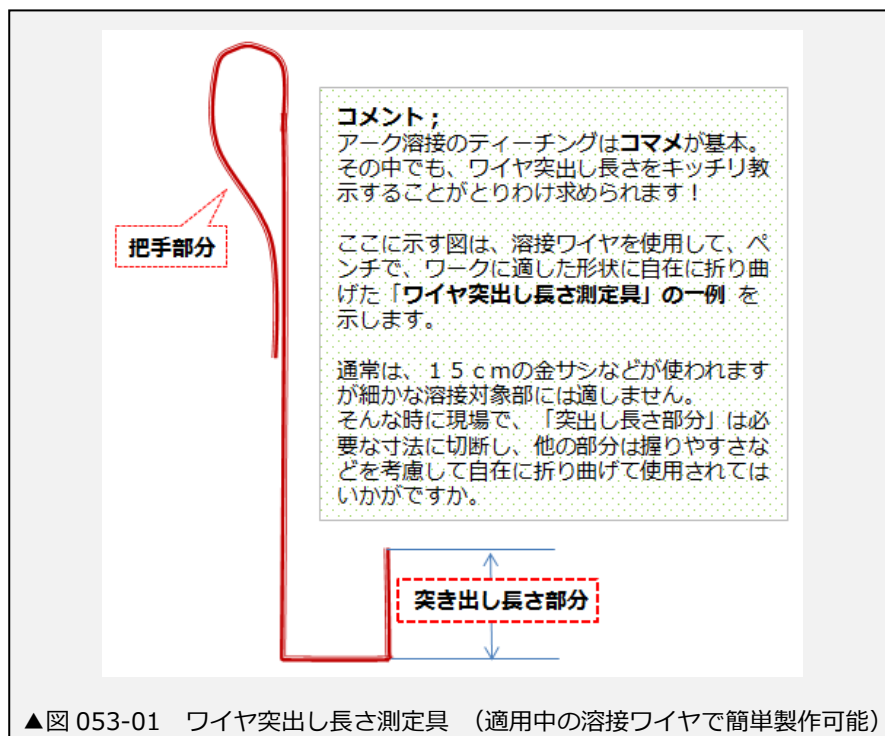 コメント；
アーク溶接のティーチングはコマメが基本。
その中でも、ワイヤ突出し長さをキッチリ教
示することがとりわけ求められます！
ここに示す図は、溶接ワイヤを使用して、ペ
ンチで、ワークに適した形状に自在に折り曲
げた「ワイヤ突出し長さ測定具」の一例 を
示します。
通常は、１５ｃｍの金サシなどが使われます
が細かな溶接対象部には適しません。
そんな時に現場で、「突出し長さ部分」は必
要な寸法に切断し、他の部分は握りやすさな
どを考慮して自在に折り曲げて使用されては
いかがですか。
把手部分
突き出し長さ部分
▲図 053-01　ワイヤ突出し長さ測定具　（適用中の溶接ワイヤで簡単製作可能）